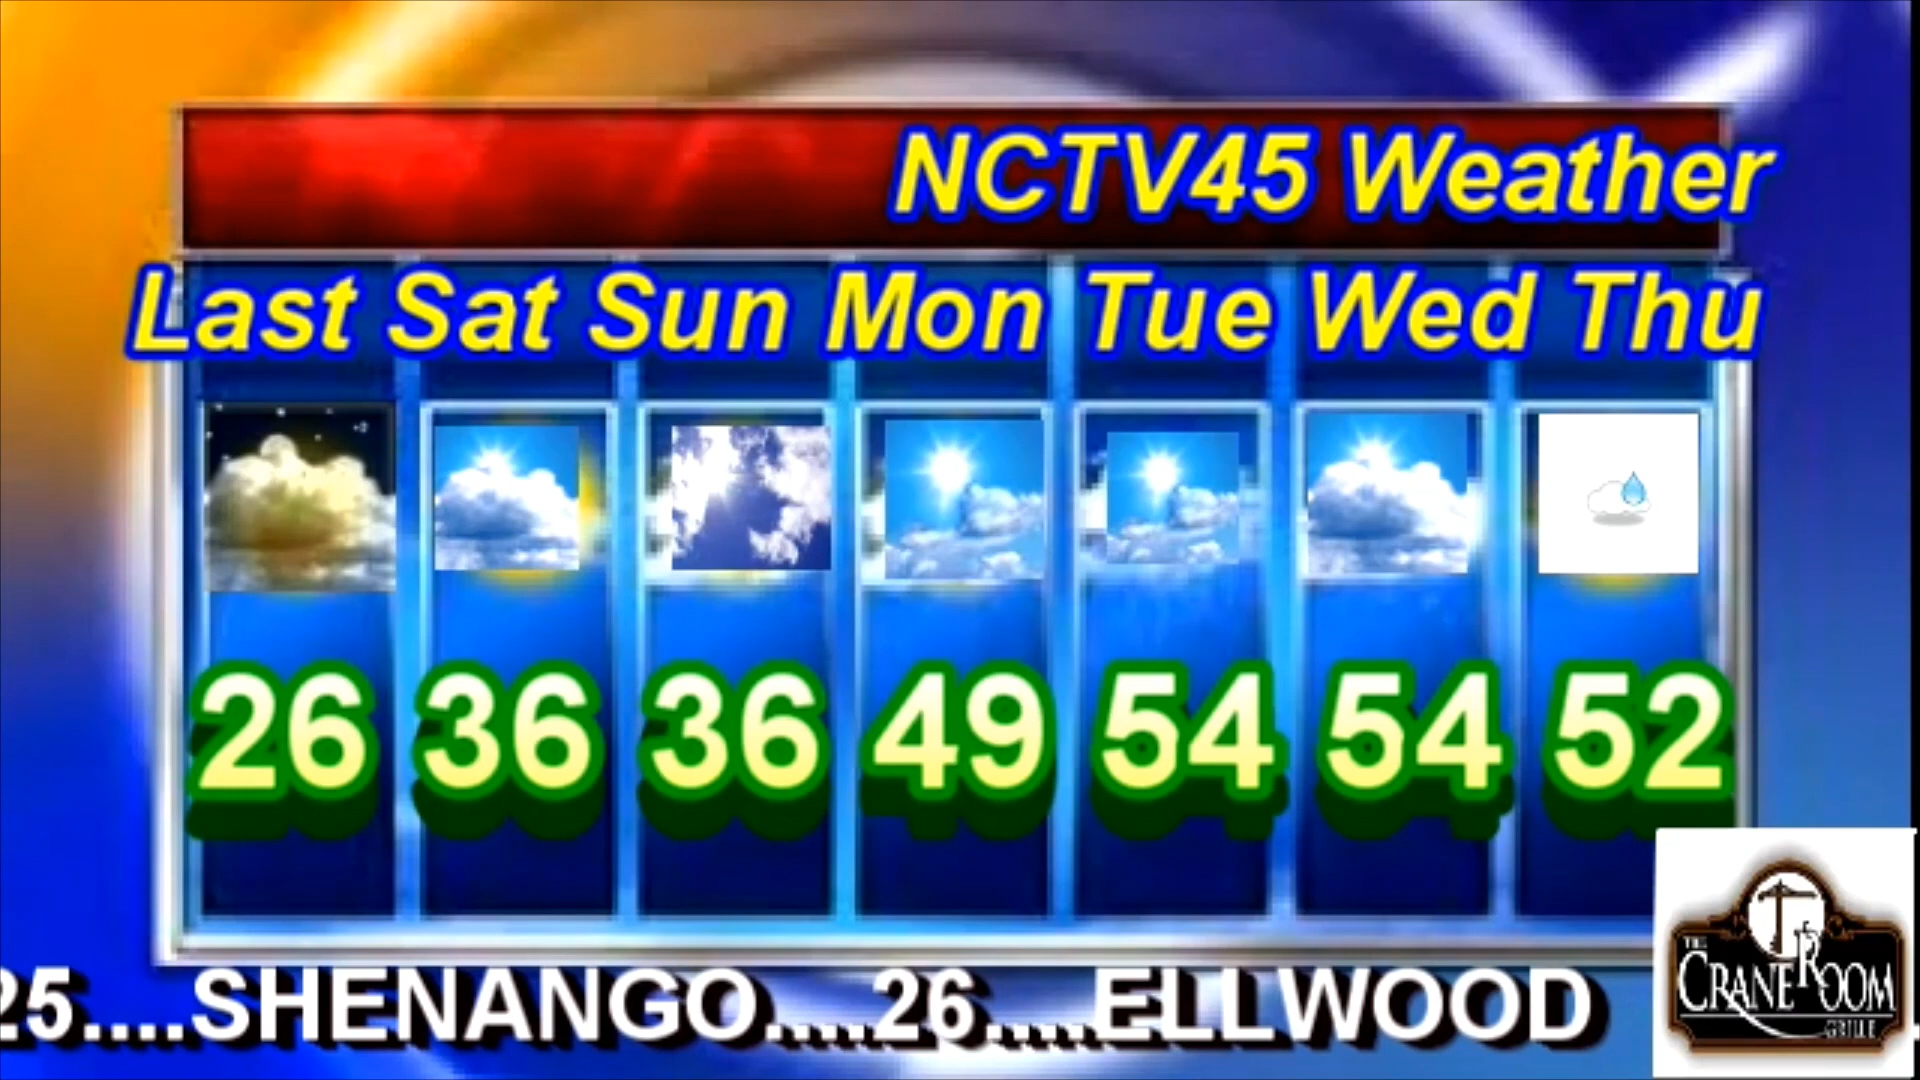 NCTV45 Weather
Last Sat Sun Mon Tue Wed Thu
26 36 36 49 54 54 52
25....SHENANGO....26....ELLWOOD
THE
CRANE ROOM
GRILLE